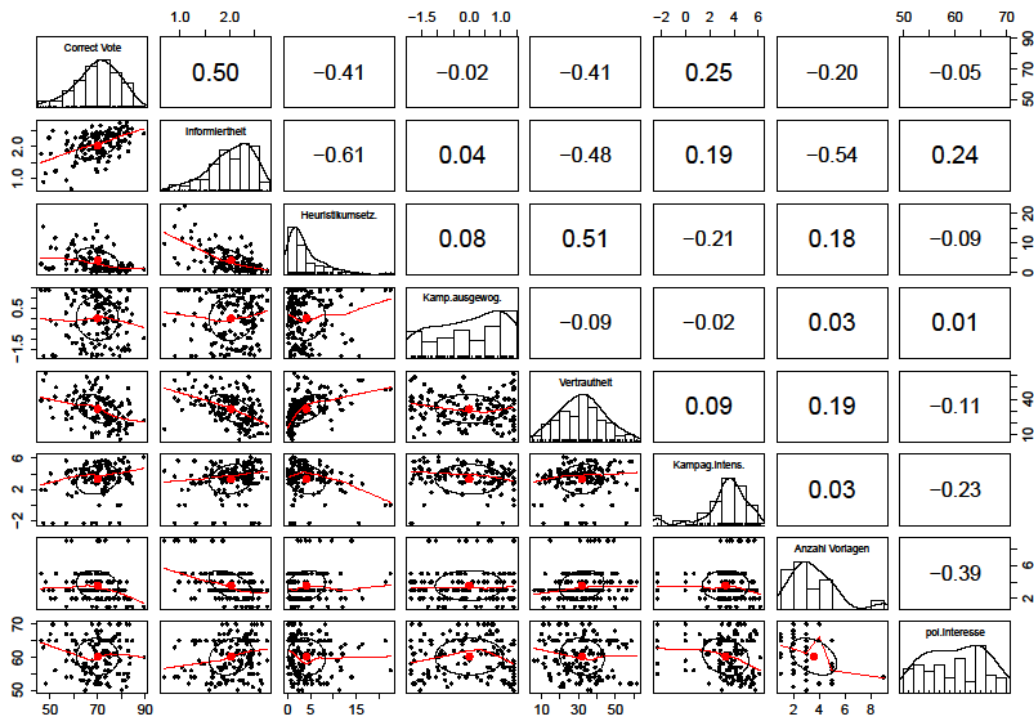 1.0 2.0 −1.5 0.0 1.0 −2 0 2 4 6 50 60 70
Correct Vote 0.50 −0.41 −0.02 −0.41 0.25 −0.20 −0.05 50 70 90
1.0 2.0 Informiertheit −0.61 0.04 −0.48 0.19 −0.54 0.24
Heuristikumsetz. 0.08 0.51 −0.21 0.18 −0.09 0 10 20
−1.5 0.5 Kamp.ausgewog. −0.09 −0.02 0.03 0.01
Vertrautheit 0.09 0.19 −0.11 10 40
−2 2 6 Kampag.Intens. 0.03 −0.23
Anzahl Vorlagen −0.39 2 6
50 60 70 pol.Interesse
50 70 90 0 5 15 10 30 50 2 4 6 8